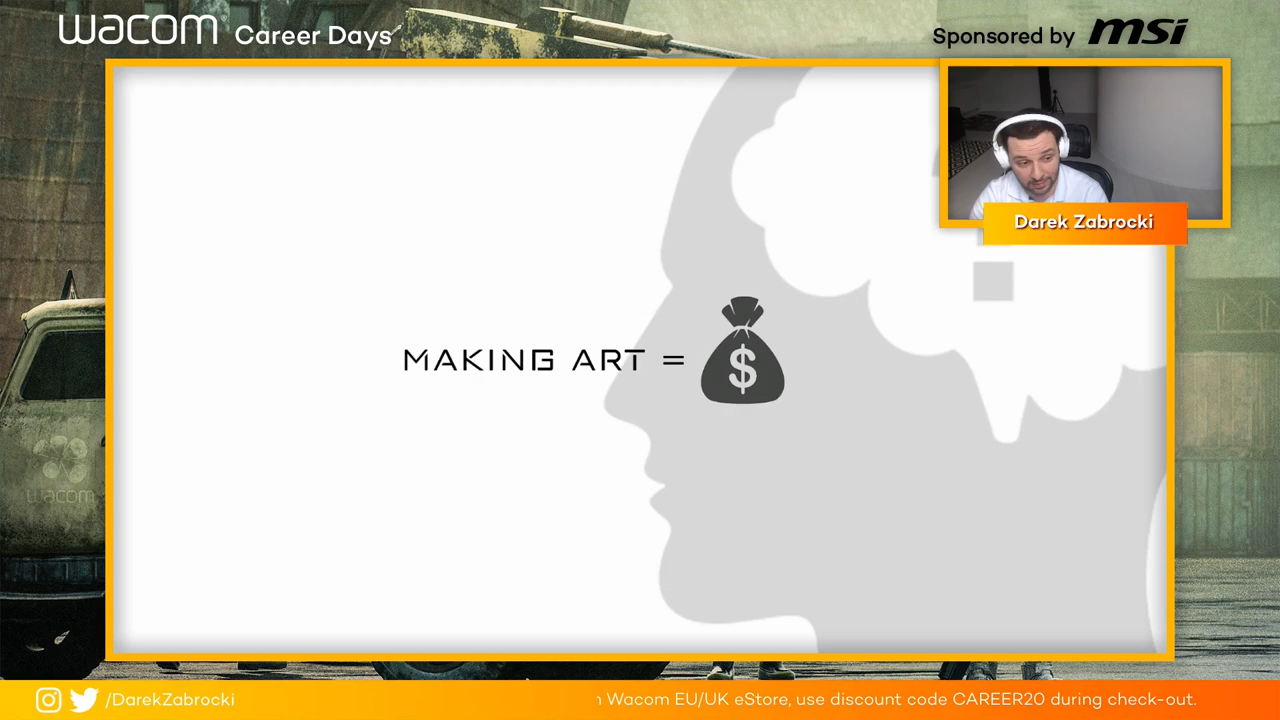 wacom Career Days
Sponsored by msi
Darek Zabrocki
MAKING ART = $
wacom
/DarekZabrocki
Wacom EU/UK eStore, use discount code CAREER20 during check-out.